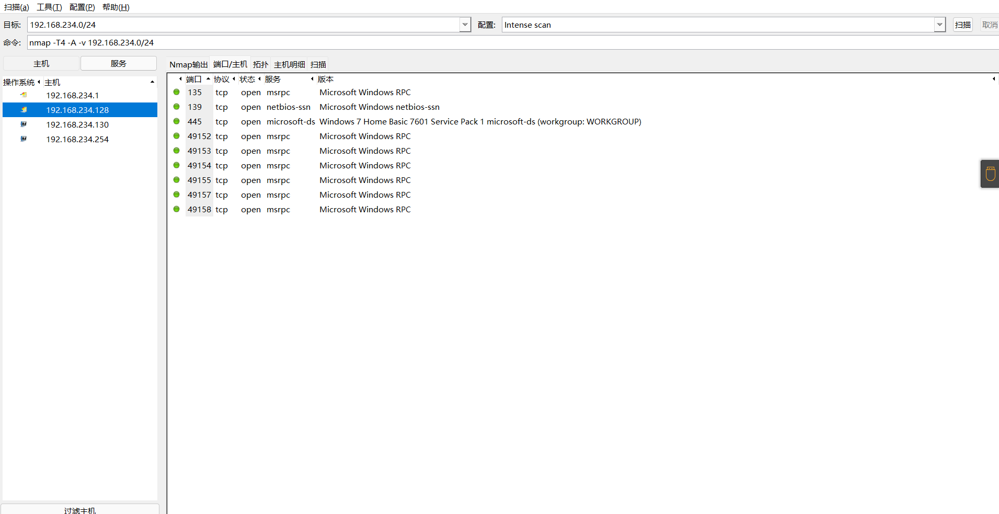 扫描(a) 工具(T) 配置(P) 帮助(H)
目标: 192.168.234.0/24 配置: Intense scan 扫描 取消
命令: nmap -T4 -A -v 192.168.234.0/24
主机 服务
操作系统 主机
192.168.234.1
192.168.234.128
192.168.234.130
192.168.234.254
过滤主机
Nmap输出 端口/主机 拓扑 主机明细 扫描
端口 协议 状态 服务 版本
135 tcp open msrpc Microsoft Windows RPC
139 tcp open netbios-ssn Microsoft Windows netbios-ssn
445 tcp open microsoft-ds Windows 7 Home Basic 7601 Service Pack 1 microsoft-ds (workgroup: WORKGROUP)
49152 tcp open msrpc Microsoft Windows RPC
49153 tcp open msrpc Microsoft Windows RPC
49154 tcp open msrpc Microsoft Windows RPC
49155 tcp open msrpc Microsoft Windows RPC
49157 tcp open msrpc Microsoft Windows RPC
49158 tcp open msrpc Microsoft Windows RPC